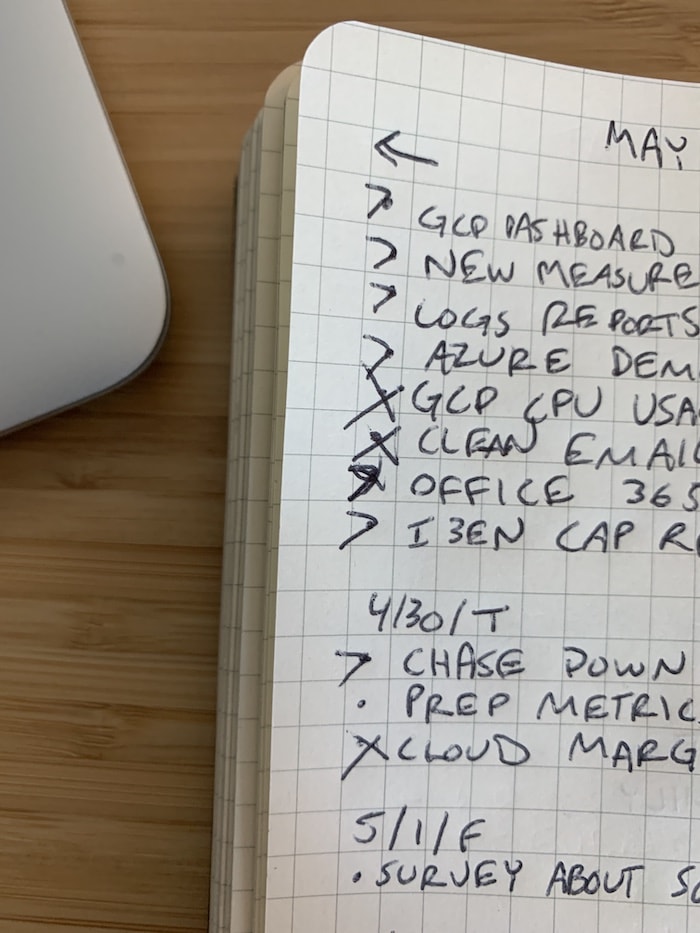 ← MAY
> GCP DASHBOARD
> NEW MEASURE
> LOGS REPORTS
> AZURE DEM
X GCP CPU USA
X CLEAN EMAIL
X OFFICE 365
> I3EN CAP R
4/30/T
> CHASE DOWN
· PREP METRIC
X CLOUD MARG
5/1/F
· SURVEY ABOUT